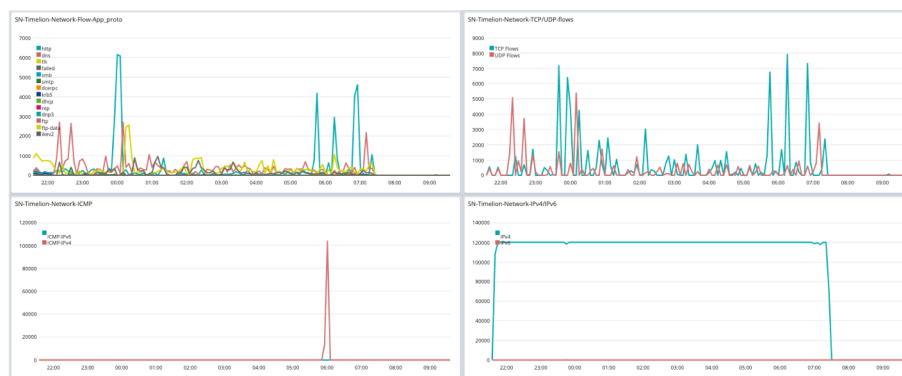 SN-Timelion-Network-Flow-App_proto
7000
6000
5000
4000
3000
2000
1000
0
http
dns
tls
failed
smb
smtp
dcerpc
krb5
dhcp
ntp
dnp3
ftp
ftp-data
ikev2
22:00 23:00 00:00 01:00 02:00 03:00 04:00 05:00 06:00 07:00 08:00 09:00
SN-Timelion-Network-TCP/UDP-flows
9000
8000
7000
6000
5000
4000
3000
2000
1000
0
TCP Flows
UDP Flows
22:00 23:00 00:00 01:00 02:00 03:00 04:00 05:00 06:00 07:00 08:00 09:00
SN-Timelion-Network-ICMP
120000
100000
80000
60000
40000
20000
0
ICMP-IPv6
ICMP-IPv4
22:00 23:00 00:00 01:00 02:00 03:00 04:00 05:00 06:00 07:00 08:00 09:00
SN-Timelion-Network-IPv4/IPv6
140000
120000
100000
80000
60000
40000
20000
0
IPv4
IPv6
22:00 23:00 00:00 01:00 02:00 03:00 04:00 05:00 06:00 07:00 08:00 09:00